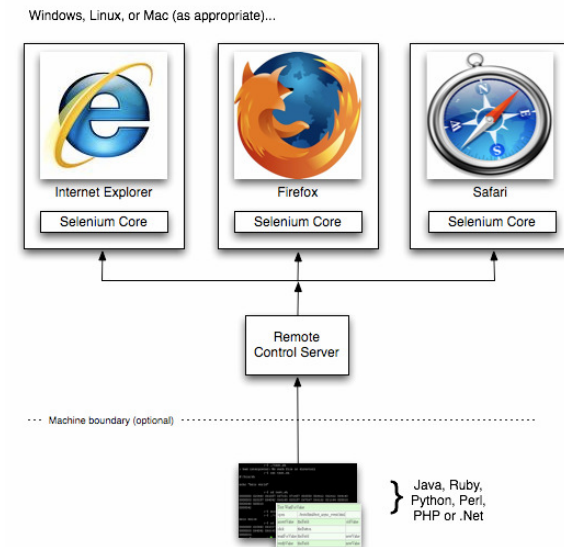 Windows, Linux, or Mac (as appropriate)...
Internet Explorer
Selenium Core
Firefox
Selenium Core
Safari
Selenium Core
Remote
Control Server
Machine boundary (optional)
Java, Ruby,
Python, Perl,
PHP or .Net